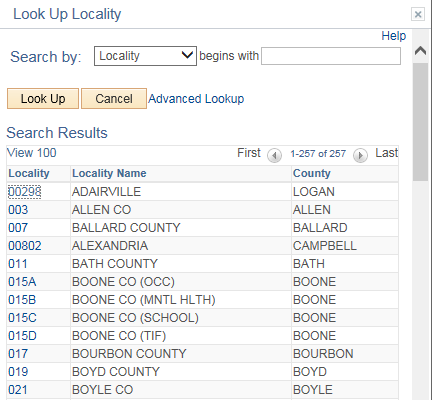 Look Up Locality
Help
Search by: Locality begins with
Look Up Cancel Advanced Lookup
Search Results
View 100 First 1-257 of 257 Last
Locality Locality Name County
00298 ADAIRVILLE LOGAN
003 ALLEN CO ALLEN
007 BALLARD COUNTY BALLARD
00802 ALEXANDRIA CAMPBELL
011 BATH COUNTY BATH
015A BOONE CO (OCC) BOONE
015B BOONE CO (MNTL HLTH) BOONE
015C BOONE CO (SCHOOL) BOONE
015D BOONE CO (TIF) BOONE
017 BOURBON COUNTY BOURBON
019 BOYD COUNTY BOYD
021 BOYLE CO BOYLE